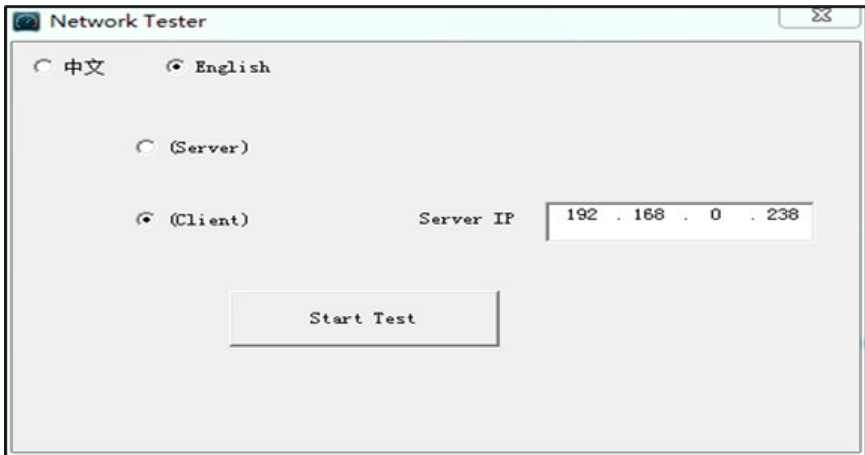 Network Tester
中文 English
(Server)
(Client) Server IP 192 . 168 . 0 . 238
Start Test